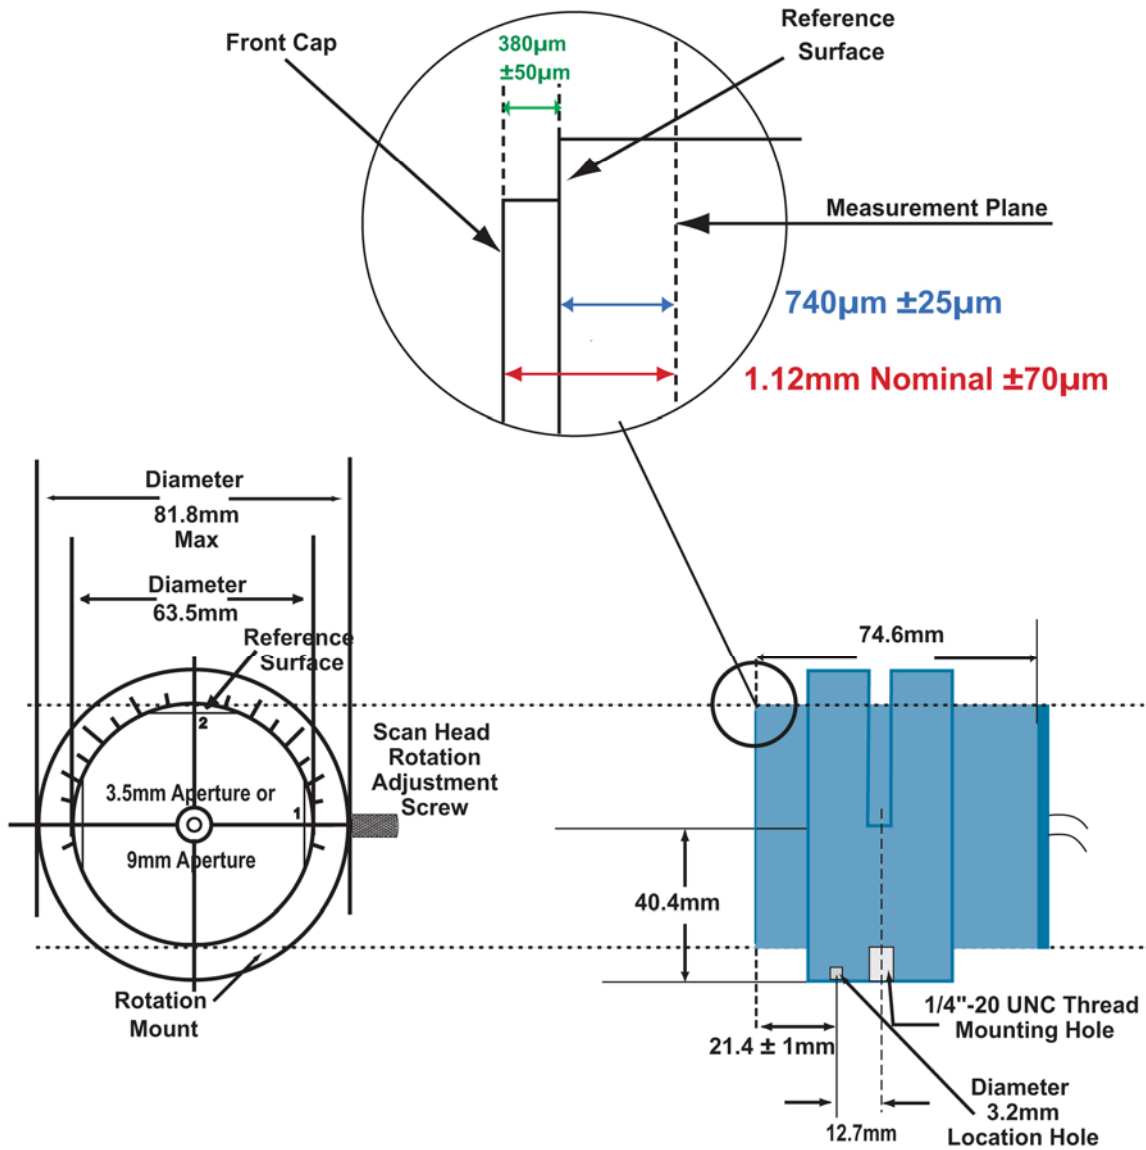 Front Cap
380µm
±50µm
Reference
Surface
Measurement Plane
740µm ±25µm
1.12mm Nominal ±70µm
Diameter
81.8mm
Max
Diameter
63.5mm
Reference
Surface
2
3.5mm Aperture or
1
9mm Aperture
Scan Head
Rotation
Adjustment
Screw
Rotation
Mount
74.6mm
40.4mm
21.4 ± 1mm
1/4"-20 UNC Thread
Mounting Hole
12.7mm
Diameter
3.2mm
Location Hole